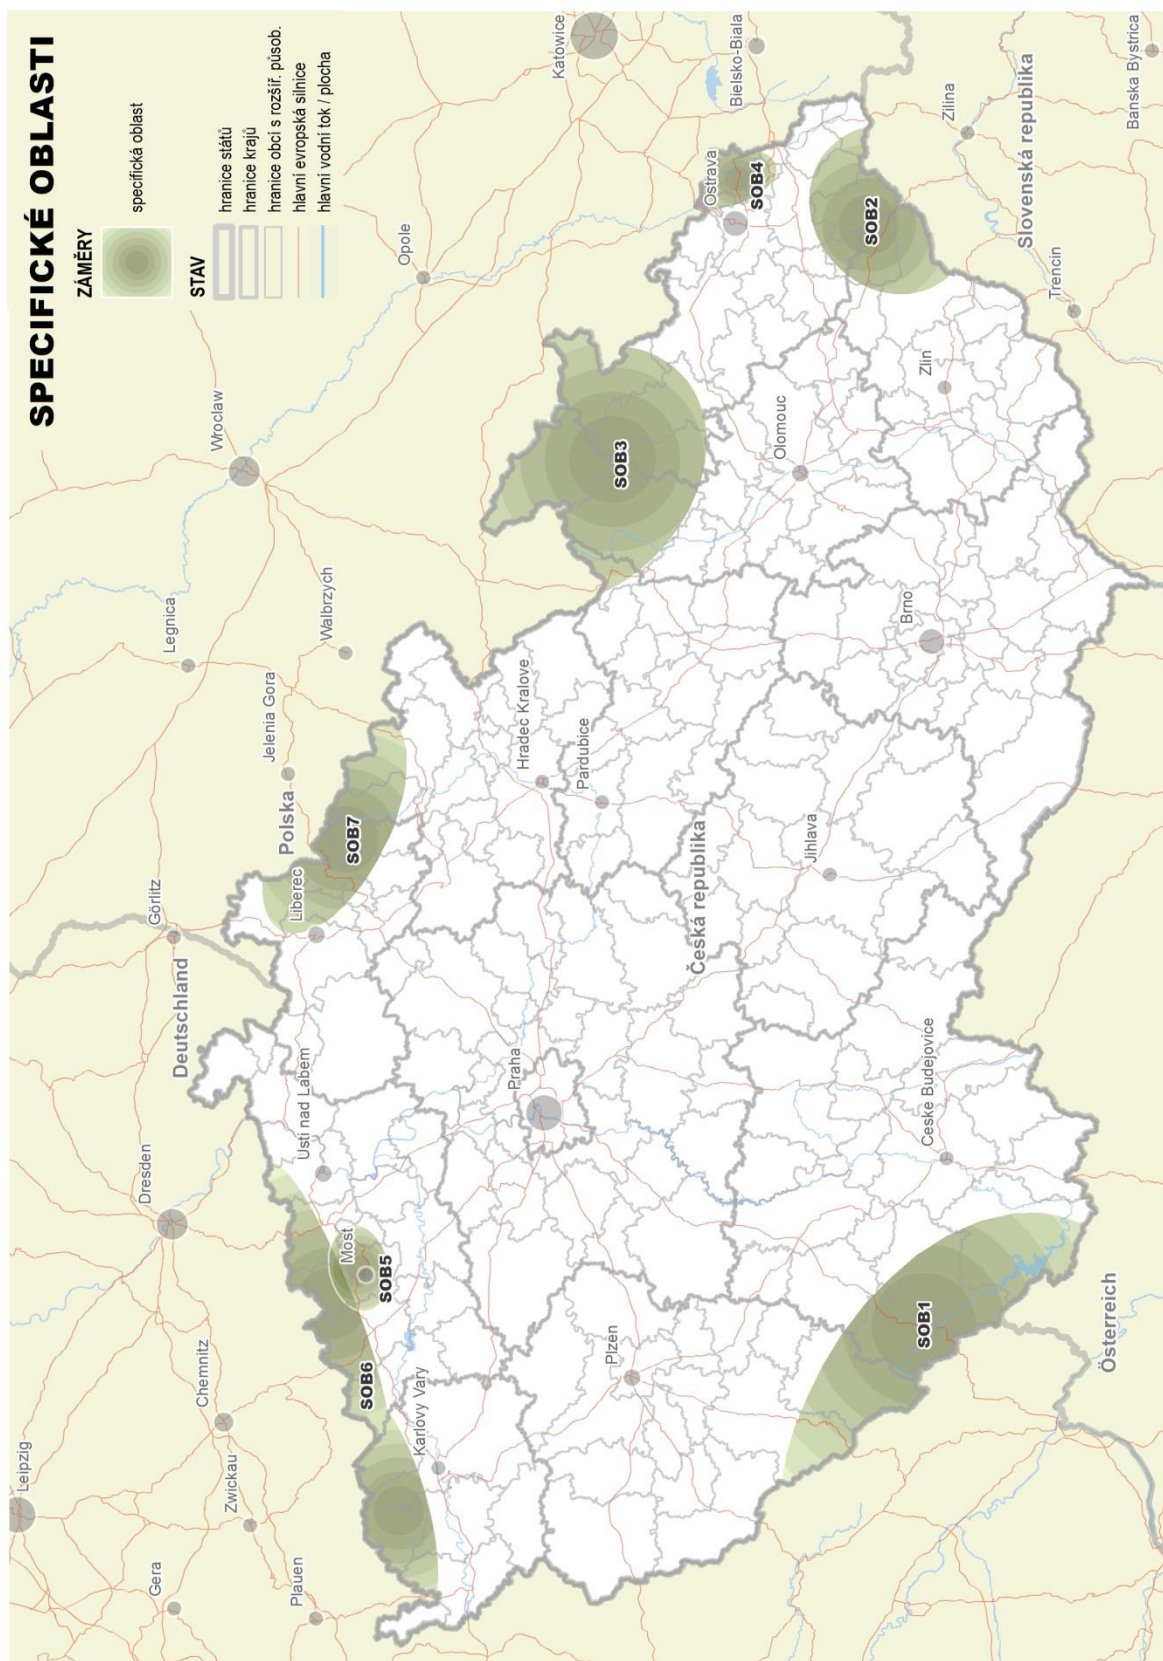 SPECIFICKÉ OBLASTI
ZÁMĚRY
specifická oblast
STAV
hranice států
hranice krajů
hranice obcí s rozšíř. působ.
hlavní evropská silnice
hlavní vodní tok / plocha
Leipzig
Gera
Zwickau
Chemnitz
Plauen
Dresden
Deutschland
Görlitz
Legnica
Wroclaw
Jelenia Gora
Polska
Walbrzych
Opole
Katowice
Bielsko-Biala
Liberec
SOB7
Usti nad Labem
Most
SOB5
SOB6
Karlovy Vary
Praha
Hradec Kralove
Pardubice
SOB3
Ostrava
SOB4
Plzen
Česká republika
Olomouc
SOB2
Zilina
Jihlava
Brno
Zlin
Slovenská republika
Banska Bystrica
Trencin
SOB1
Ceske Budejovice
Österreich